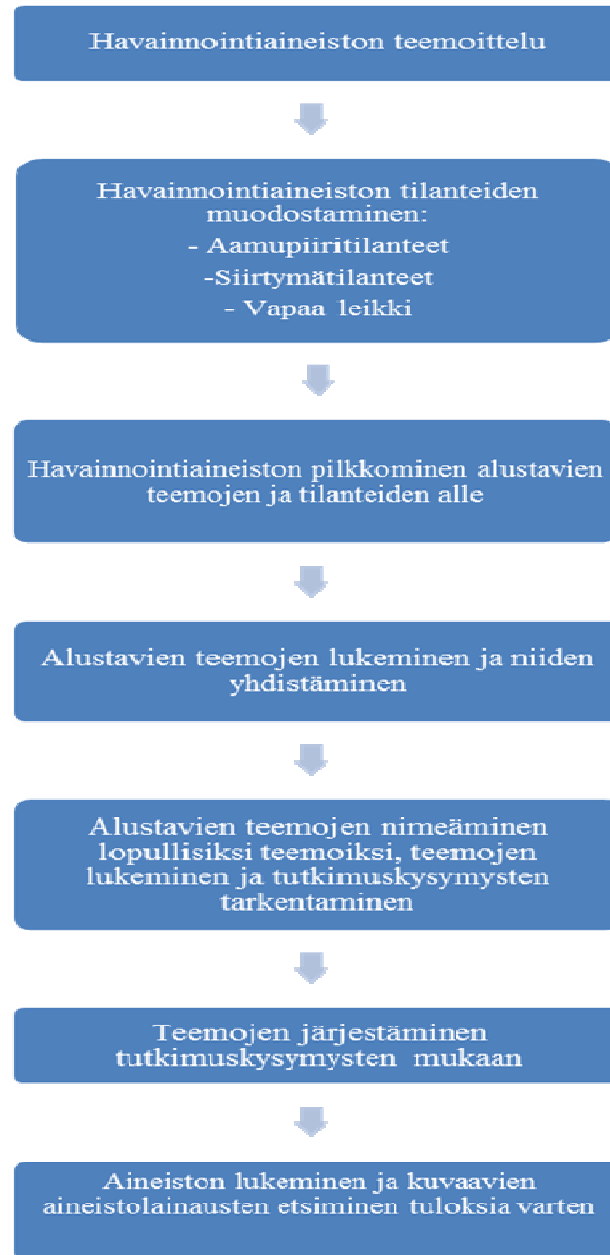 Havainnointiaineiston teemoittelu
Havainnointiaineiston tilanteiden
muodostaminen:
- Aamupiiritilanteet
-Siirtymätilanteet
- Vapaa leikki
Havainnointiaineiston pilkkominen alustavien
teemojen ja tilanteiden alle
Alustavien teemojen lukeminen ja niiden
yhdistäminen
Alustavien teemojen nimeäminen
lopullisiksi teemoiksi, teemojen
lukeminen ja tutkimuskysymysten
tarkentaminen
Teemojen järjestäminen
tutkimuskysymysten mukaan
Aineiston lukeminen ja kuvaavien
aineistolainausten etsiminen tuloksia varten